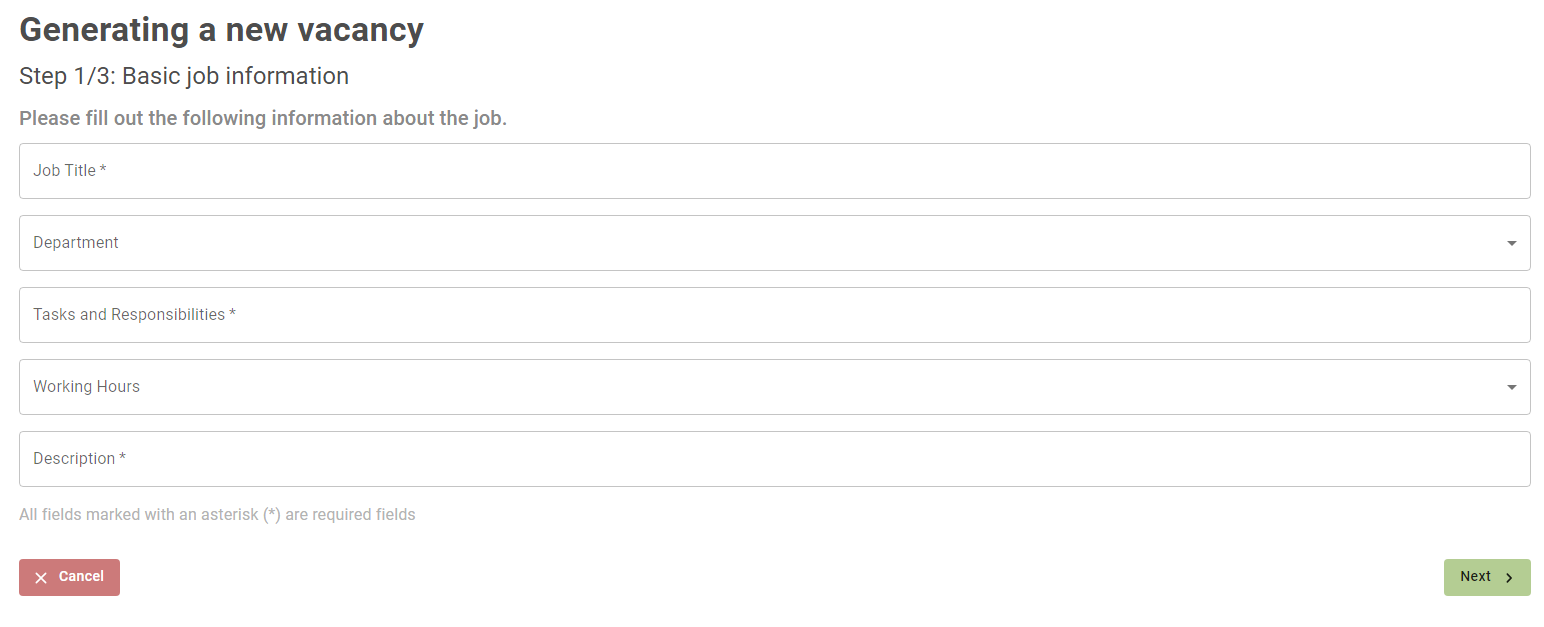 Generating a new vacancy
Step 1/3: Basic job information
Please fill out the following information about the job.
Job Title *
Department
Tasks and Responsibilities *
Working Hours
Description *
All fields marked with an asterisk (*) are required fields
Cancel
Next